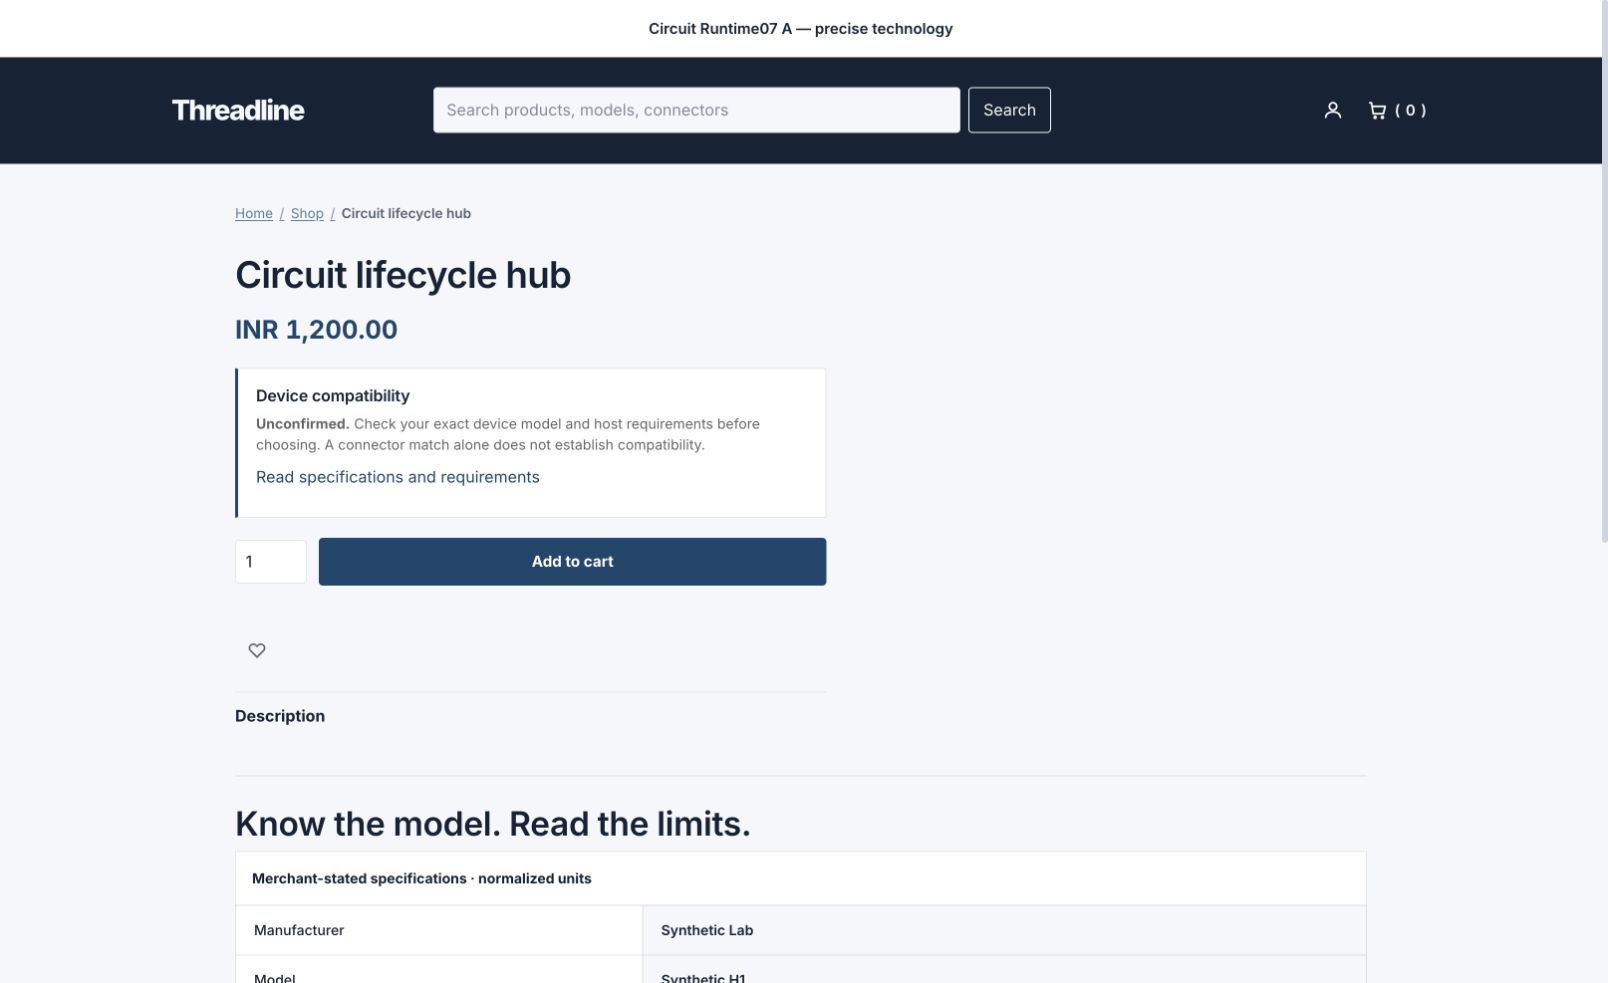 Circuit Runtime07 A — precise technology
Threadline
Search products, models, connectors
Search
( 0 )
Home / Shop / Circuit lifecycle hub
Circuit lifecycle hub
INR 1,200.00
Device compatibility
Unconfirmed. Check your exact device model and host requirements before
choosing. A connector match alone does not establish compatibility.
Read specifications and requirements
1
Add to cart
Description
Know the model. Read the limits.
Merchant-stated specifications · normalized units
Manufacturer
Synthetic Lab
Model
Synthetic H1